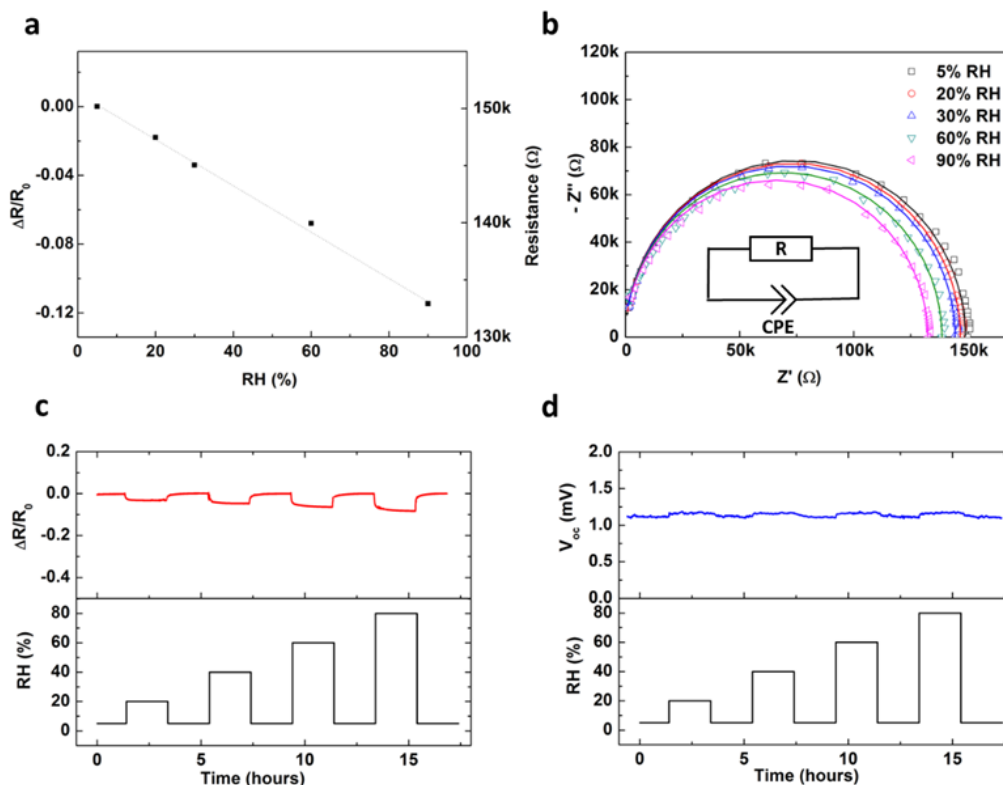 a
ΔR/R0
0.00
-0.04
-0.08
-0.12
0 20 40 60 80 100
RH (%)
150k
140k
130k
Resistance (Ω)
b
- Z'' (Ω)
120k
100k
80k
60k
40k
20k
0
0 50k 100k 150k
Z' (Ω)
5% RH
20% RH
30% RH
60% RH
90% RH
R
CPE
c
ΔR/R0
0.2
0.0
-0.2
-0.4
RH (%)
80
60
40
20
0
0 5 10 15
Time (hours)
d
Voc (mV)
2.0
1.5
1.0
0.5
0.0
RH (%)
80
60
40
20
0
0 5 10 15
Time (hours)